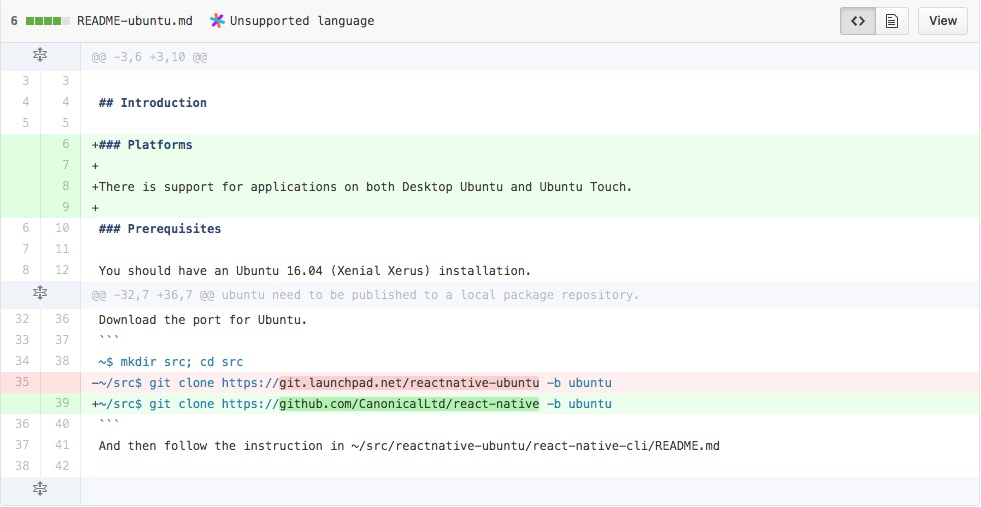 6 README-ubuntu.md Unsupported language <> View
@@ -3,6 +3,10 @@
3 3
4 4 ## Introduction
5 5
6 +### Platforms
7 +
8 +There is support for applications on both Desktop Ubuntu and Ubuntu Touch.
9 +
6 10 ### Prerequisites
7 11
8 12 You should have an Ubuntu 16.04 (Xenial Xerus) installation.
@@ -32,7 +36,7 @@ ubuntu need to be published to a local package repository.
32 36 Download the port for Ubuntu.
33 37 ```
34 38 ~$ mkdir src; cd src
35 -~/src$ git clone https://git.launchpad.net/reactnative-ubuntu -b ubuntu
39 +~/src$ git clone https://github.com/CanonicalLtd/react-native -b ubuntu
36 40 ```
37 41 And then follow the instruction in ~/src/reactnative-ubuntu/react-native-cli/README.md
38 42